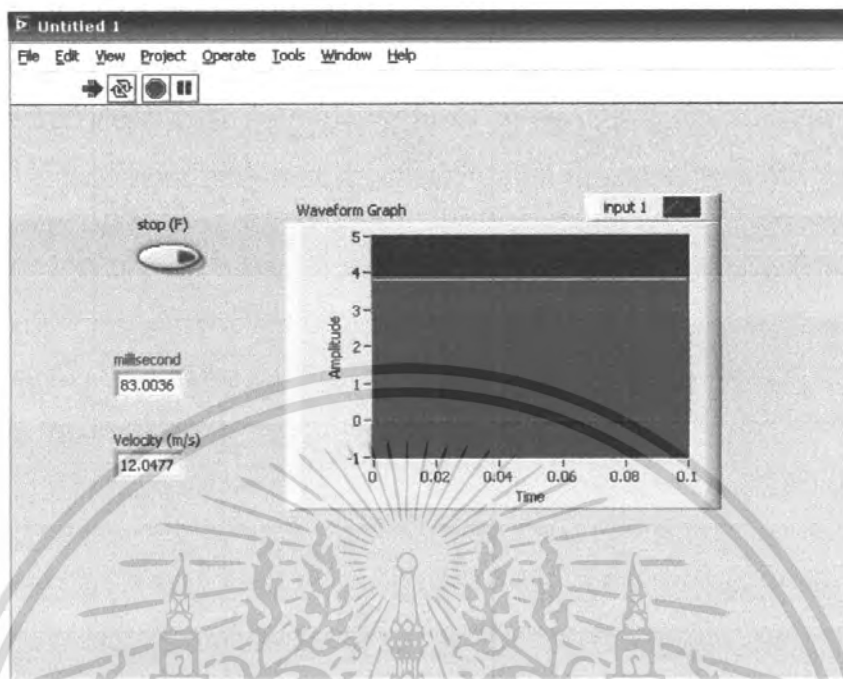 Untitled 1
File Edit View Project Operate Tools Window Help
Waveform Graph
input 1
stop (F)
5
4
3
2
1
0
-1
Amplitude
0 0.02 0.04 0.06 0.08 0.1
Time
millisecond
83.0036
Velocity (m/s)
12.0477